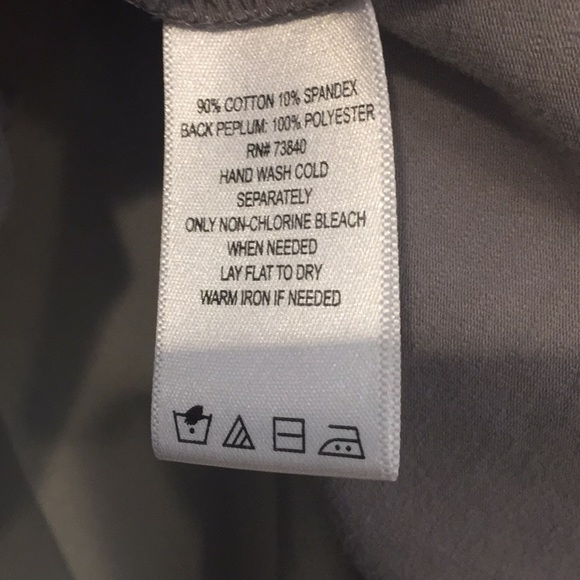 90% COTTON 10% SPANDEX
BACK PEPLUM: 100% POLYESTER
RN# 73840
HAND WASH COLD
SEPARATELY
ONLY NON-CHLORINE BLEACH
WHEN NEEDED
LAY FLAT TO DRY
WARM IRON IF NEEDED